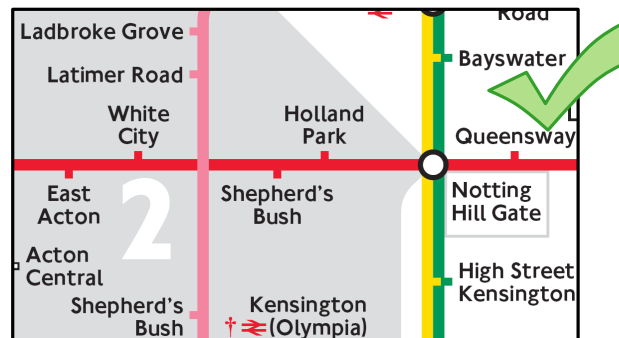 Road
Ladbroke Grove
Bayswater
Latimer Road
White
City
Holland
Park
Queensway
East
Acton
2
Shepherd's
Bush
Notting
Hill Gate
Acton
Central
High Street
Kensington
Shepherd's
Bush
Kensington
† (Olympia)